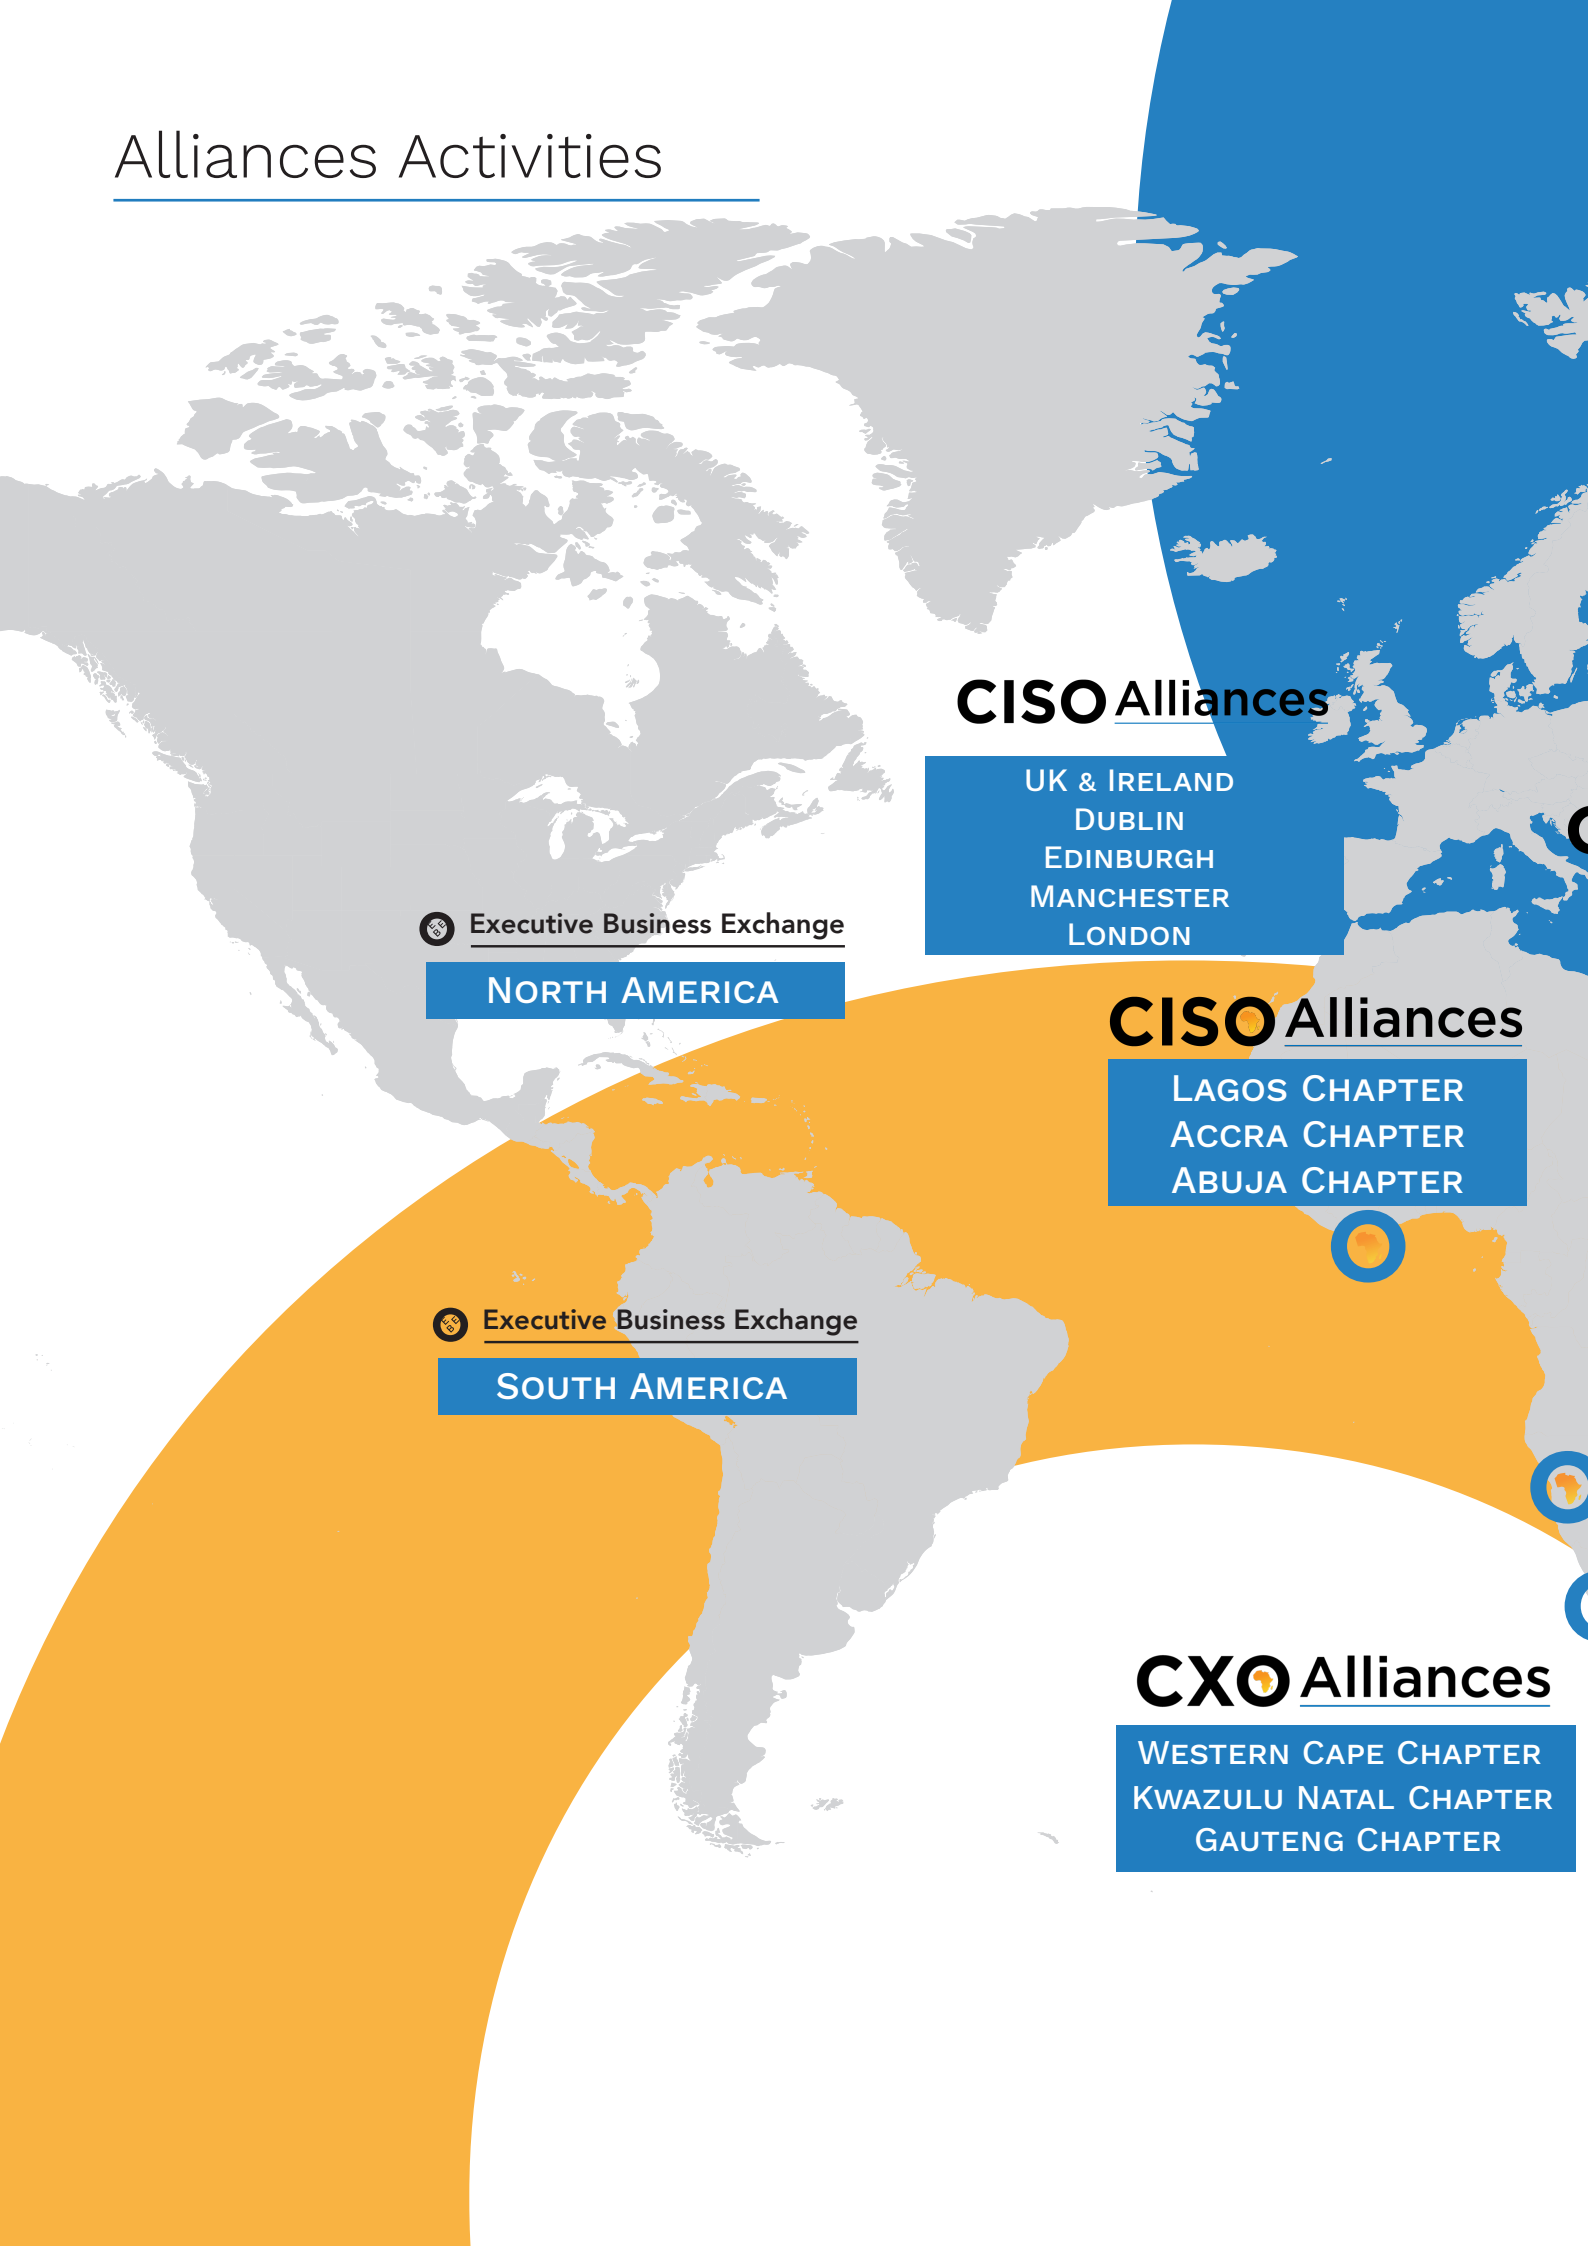 Alliances Activities
CISO Alliances
UK & Ireland
Dublin
Edinburgh
Manchester
London
Executive Business Exchange
North America
CISO Alliances
Lagos Chapter
Accra Chapter
Abuja Chapter
Executive Business Exchange
South America
CXO Alliances
Western Cape Chapter
Kwazulu Natal Chapter
Gauteng Chapter